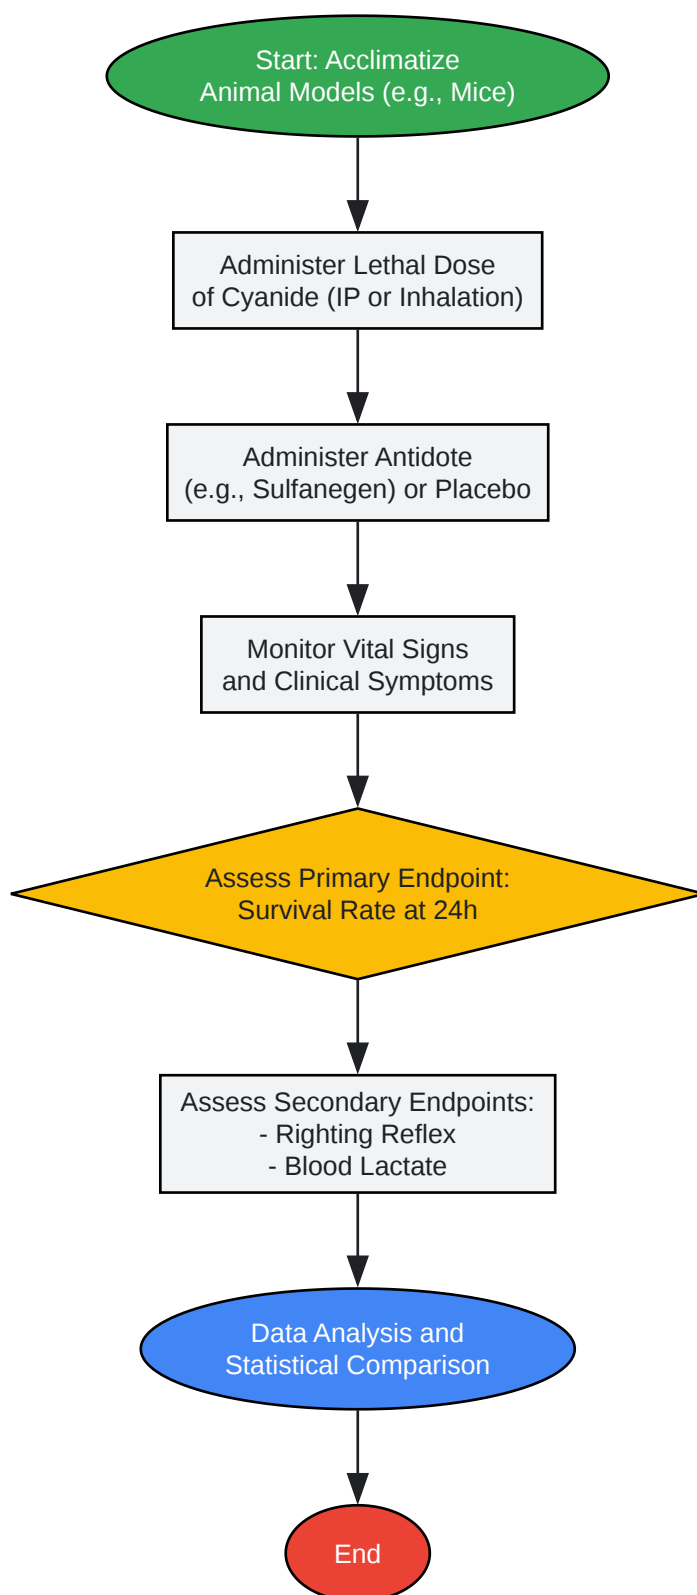 Start: Acclimatize
Animal Models (e.g., Mice)
Administer Lethal Dose
of Cyanide (IP or Inhalation)
Administer Antidote
(e.g., Sulfanegen) or Placebo
Monitor Vital Signs
and Clinical Symptoms
Assess Primary Endpoint:
Survival Rate at 24h
Assess Secondary Endpoints:
- Righting Reflex
- Blood Lactate
Data Analysis and
Statistical Comparison
End